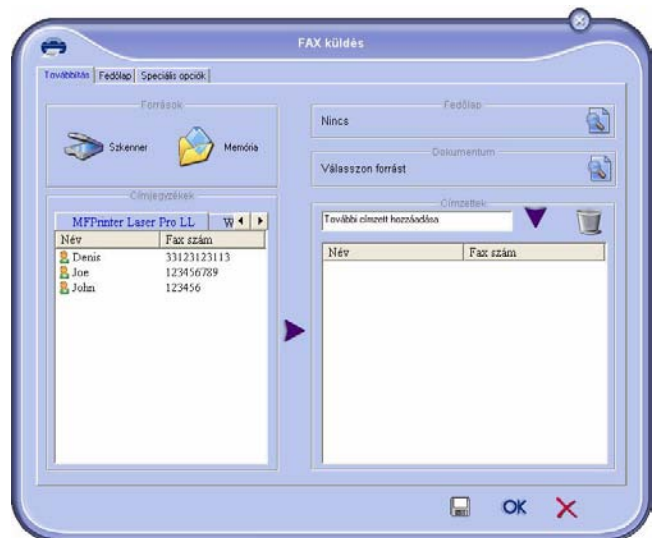 FAX küldés
Továbbítás Fedőlap Speciális opciók
Források
Szkenner Memória
Fedőlap
Nincs
Dokumentum
Válasszon forrást
Címjegyzékek
MFPrinter Laser Pro LL W
Név Fax szám
Denis 33123123113
Joe 123456789
John 123456
Címzettek
További címzett hozzáadása
Név Fax szám
OK